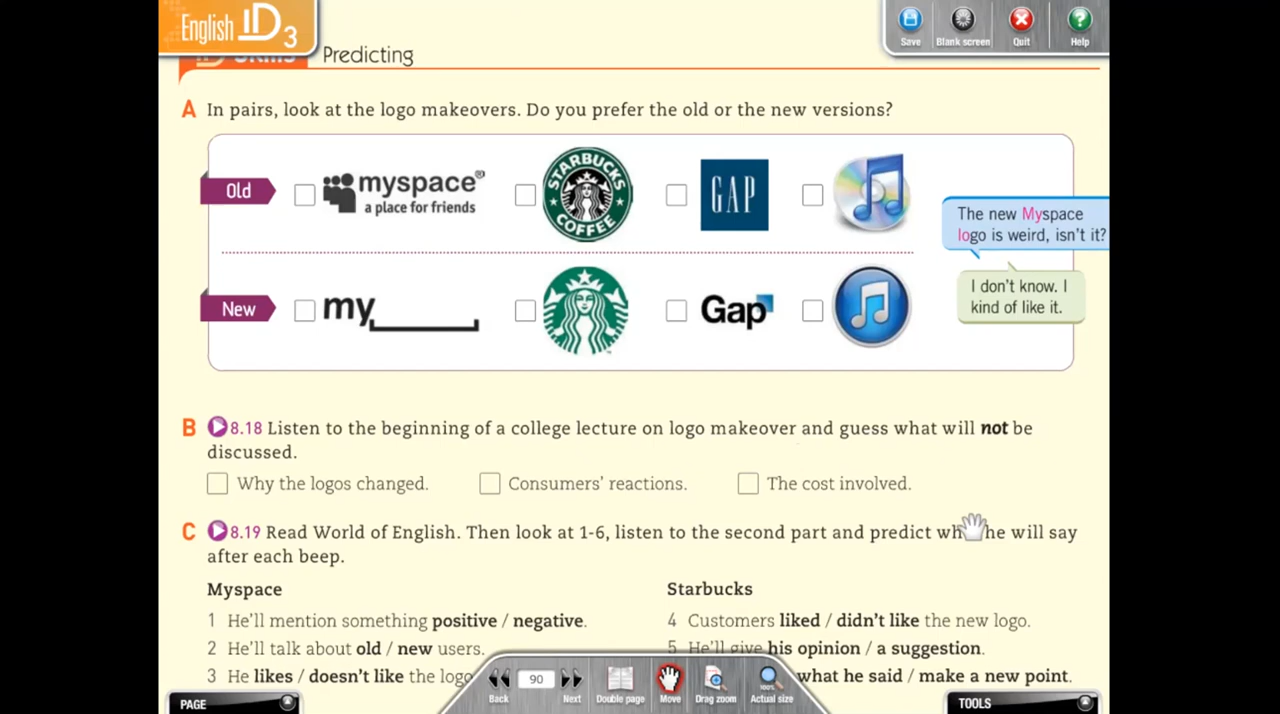 English iD 3
Save
Blank screen
Quit
Help
Predicting
A In pairs, look at the logo makeovers. Do you prefer the old or the new versions?
Old
myspace®
a place for friends
STARBUCKS
COFFEE
GAP
The new Myspace
logo is weird, isn't it?
I don't know. I
kind of like it.
New
my
Gap
B 8.18 Listen to the beginning of a college lecture on logo makeover and guess what will not be
discussed.
Why the logos changed.
Consumers' reactions.
The cost involved.
C 8.19 Read World of English. Then look at 1-6, listen to the second part and predict he will say
after each beep.
Myspace
1 He'll mention something positive / negative.
2 He'll talk about old / new users.
3 He likes / doesn't like the logo
Starbucks
4 Customers liked / didn't like the new logo.
5 He'll give his opinion / a suggestion.
what he said / make a new point.
Back
90
Next
Double page
Move
Drag zoom
100%
Actual size
PAGE
TOOLS